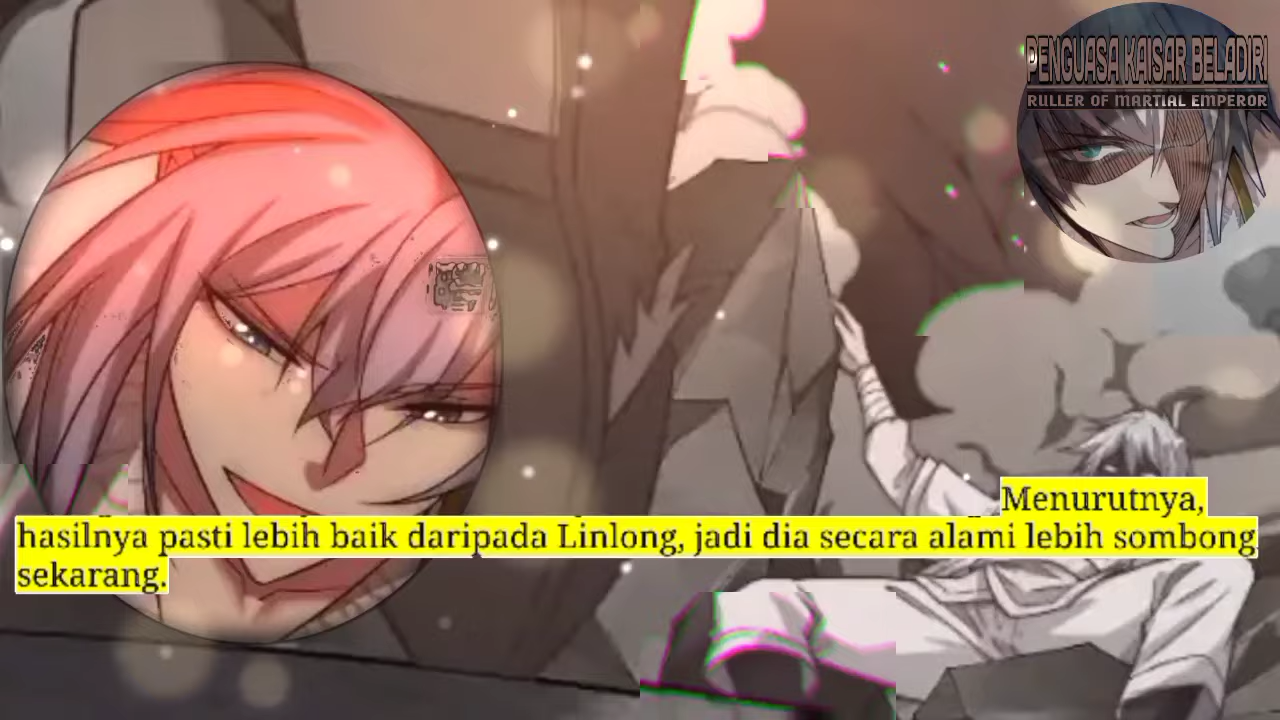 PENGUASA KAISAR BELADIRI
RULLER OF MARTIAL EMPEROR
Menurutnya,
hasilnya pasti lebih baik daripada Linlong, jadi dia secara alami lebih sombong
sekarang.